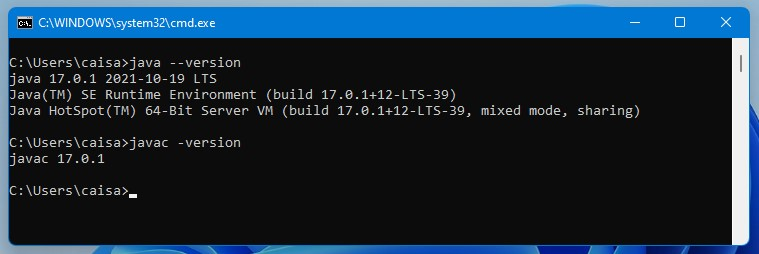 C:\WINDOWS\system32\cmd.exe
C:\Users\caisa>java --version
java 17.0.1 2021-10-19 LTS
Java(TM) SE Runtime Environment (build 17.0.1+12-LTS-39)
Java HotSpot(TM) 64-Bit Server VM (build 17.0.1+12-LTS-39, mixed mode, sharing)
C:\Users\caisa>javac -version
javac 17.0.1
C:\Users\caisa>